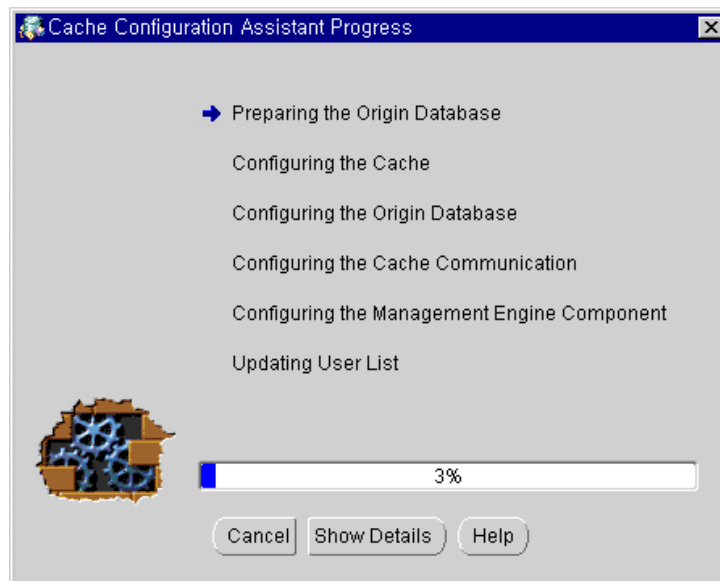 Cache Configuration Assistant Progress
Preparing the Origin Database
Configuring the Cache
Configuring the Origin Database
Configuring the Cache Communication
Configuring the Management Engine Component
Updating User List
3%
Cancel Show Details Help